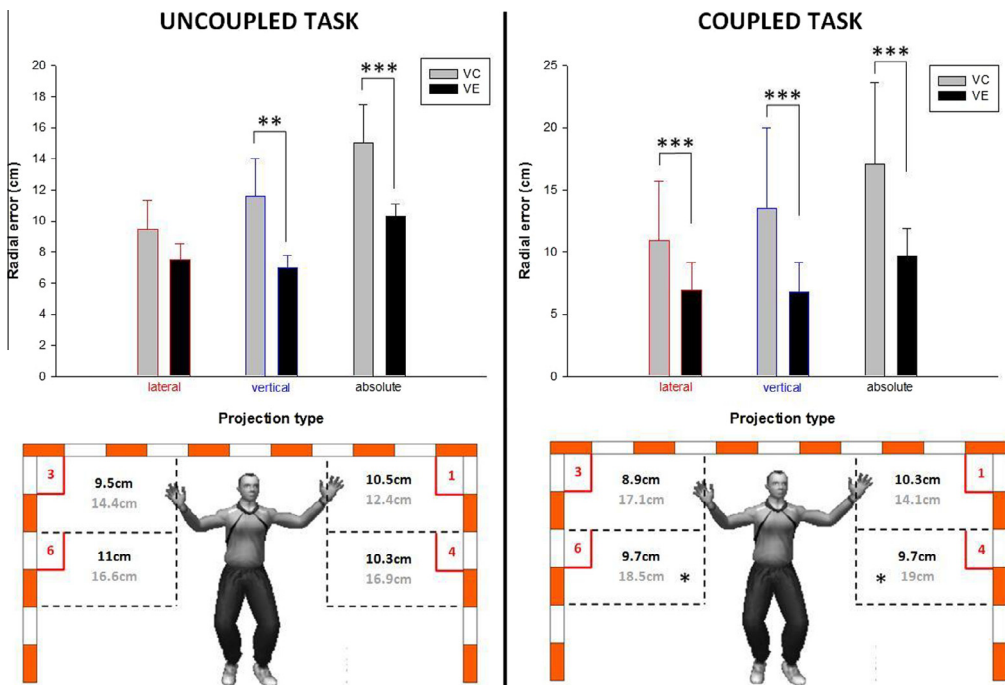 UNCOUPLED TASK
20
18
16
14
12
10
8
6
4
2
0
Radial error (cm)
**
***
VC
VE
lateral
vertical
absolute
Projection type
3
9.5cm
14.4cm
10.5cm
12.4cm
1
6
11cm
16.6cm
10.3cm
16.9cm
4
COUPLED TASK
25
20
15
10
5
0
Radial error (cm)
***
***
***
VC
VE
lateral
vertical
absolute
Projection type
3
8.9cm
17.1cm
10.3cm
14.1cm
1
6
9.7cm
18.5cm *
9.7cm
* 19cm
4